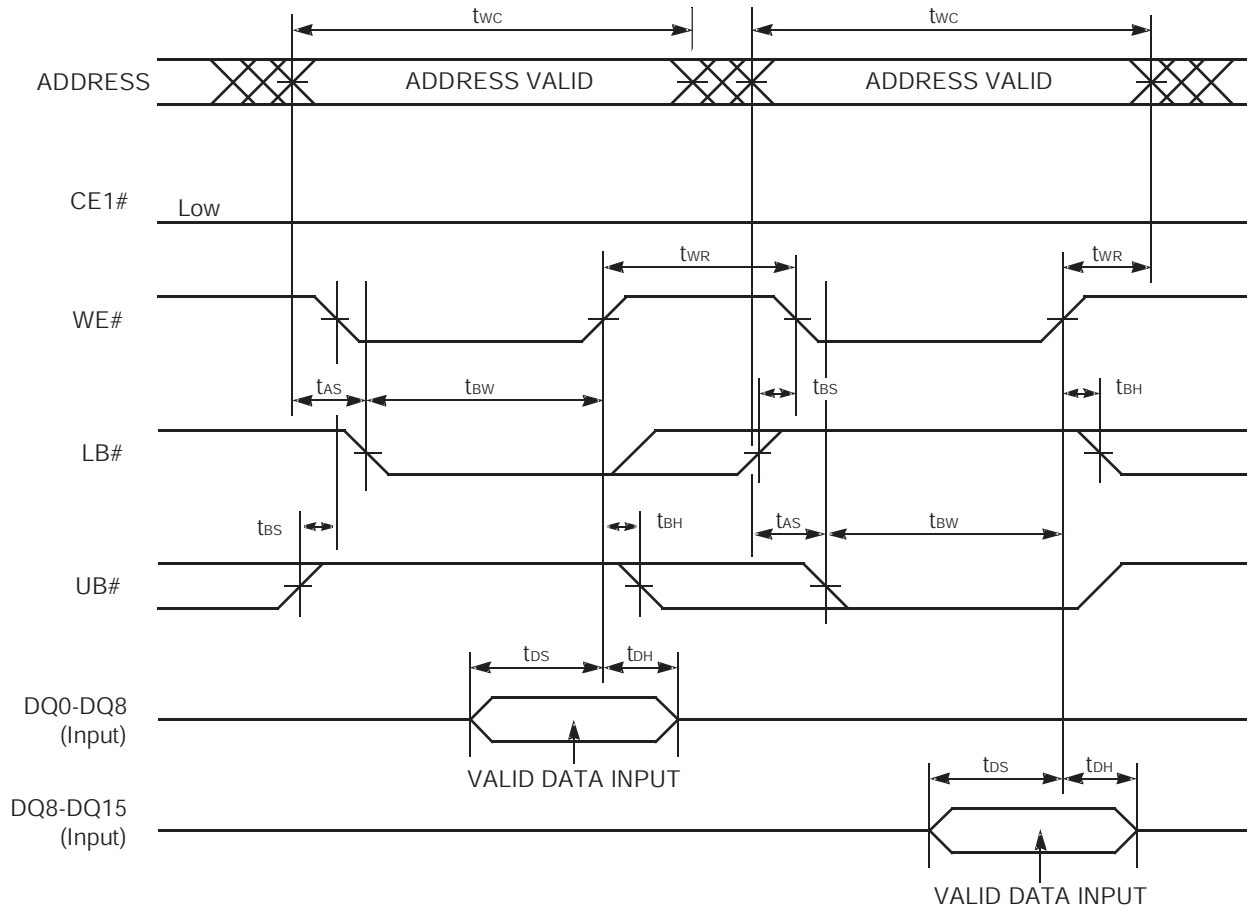 tWC
tWC
ADDRESS
ADDRESS VALID
ADDRESS VALID
CE1#
Low
tWR
tWR
WE#
tAS
tBW
tBS
tBH
LB#
tBS
tBH
tAS
tBW
UB#
tDS
tDH
DQ0-DQ8
(Input)
VALID DATA INPUT
tDS
tDH
DQ8-DQ15
(Input)
VALID DATA INPUT